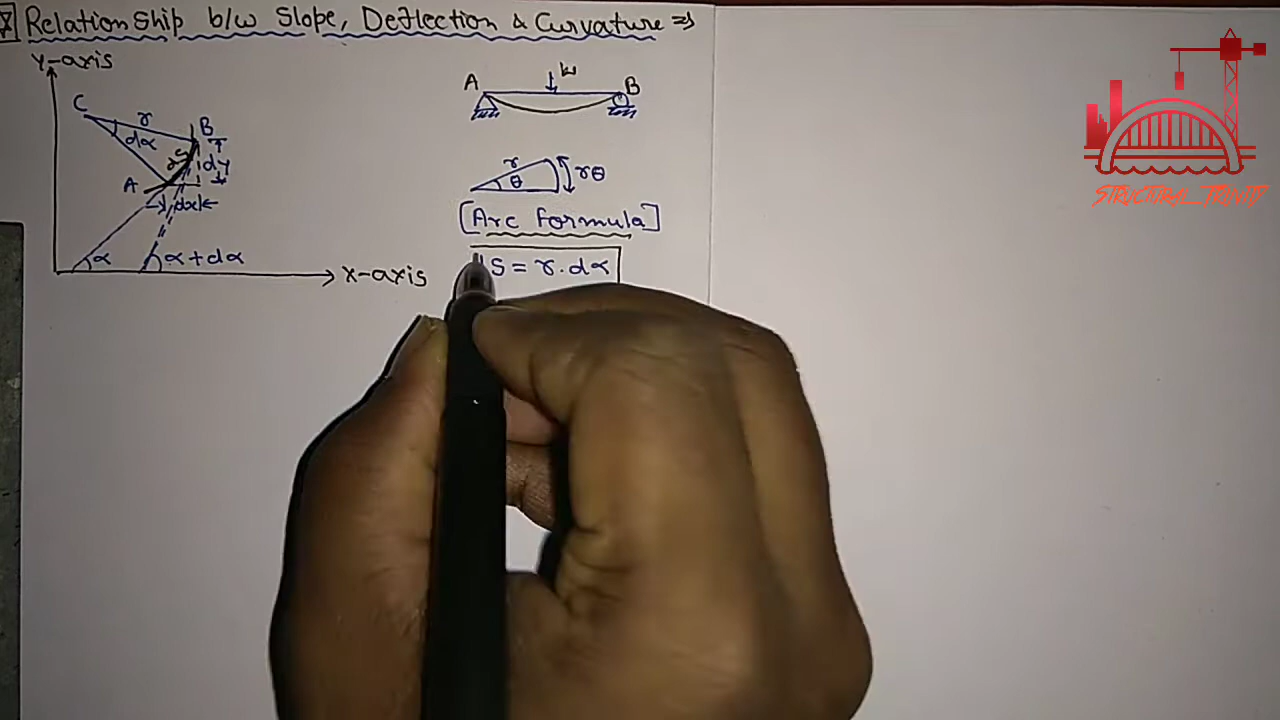 Relationship b/w Slope, Deflection & Curvature ⇒
Y-axis
C
r
B
dα
ds
dy
A
dx
α
α+dα
X-axis
W
A
B
r
θ
rθ
[Arc Formula]
S = r.dα
STRUCTURAL_TRINITY